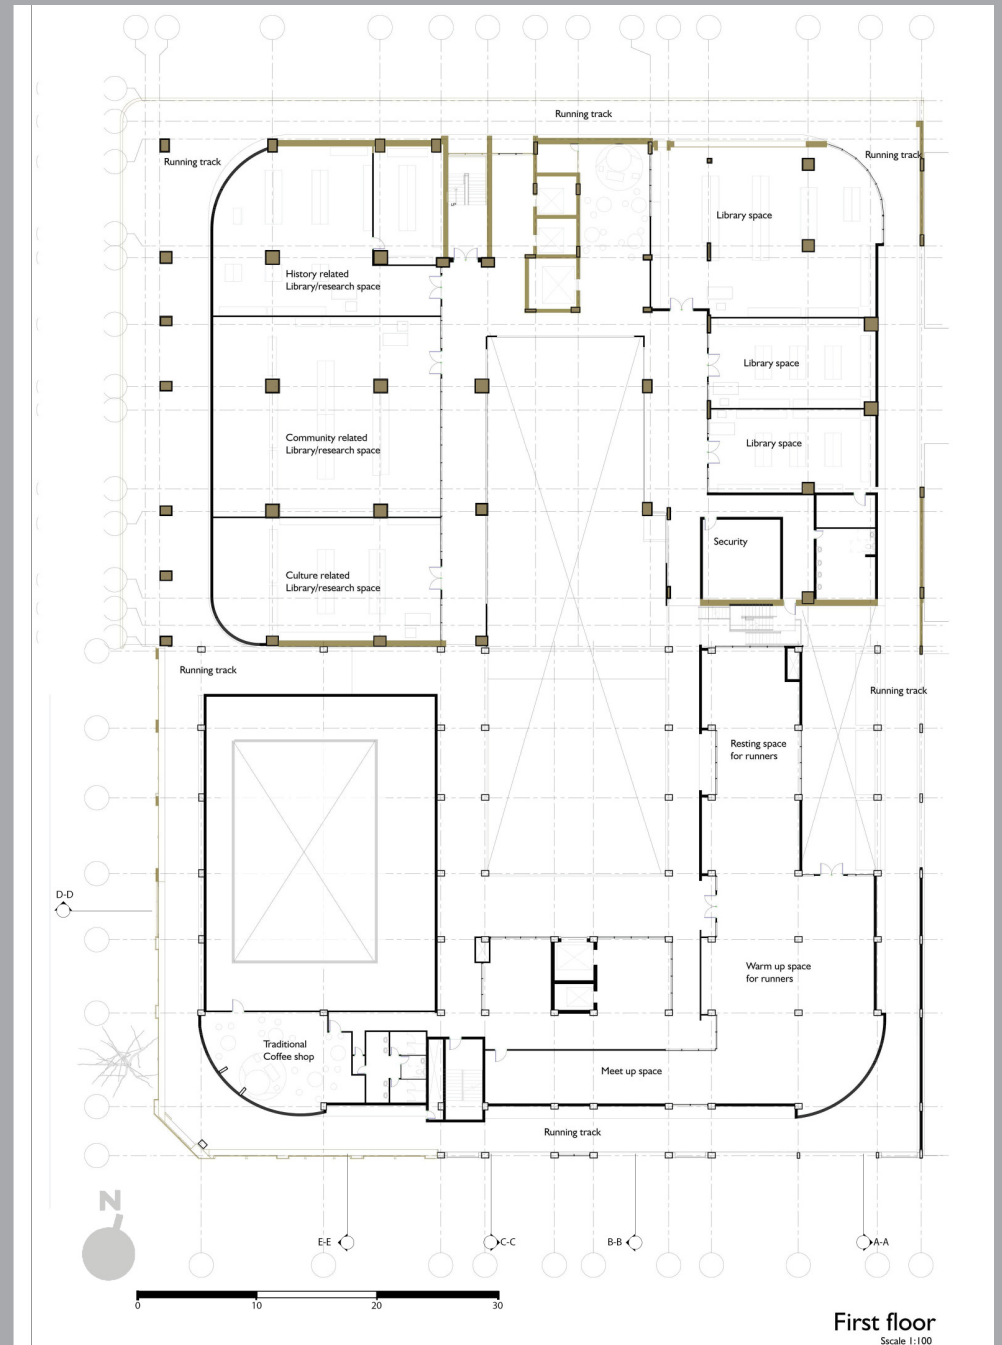 Running track
Running track
Running track
Library space
History related
Library/research space
Library space
Community related
Library/research space
Library space
Security
Culture related
Library/research space
Running track
Running track
Resting space
for runners
D-D
Warm up space
for runners
Traditional
Coffee shop
Meet up space
Running track
N
E-E
C-C
B-B
A-A
0
10
20
30
First floor
Sscale 1:100